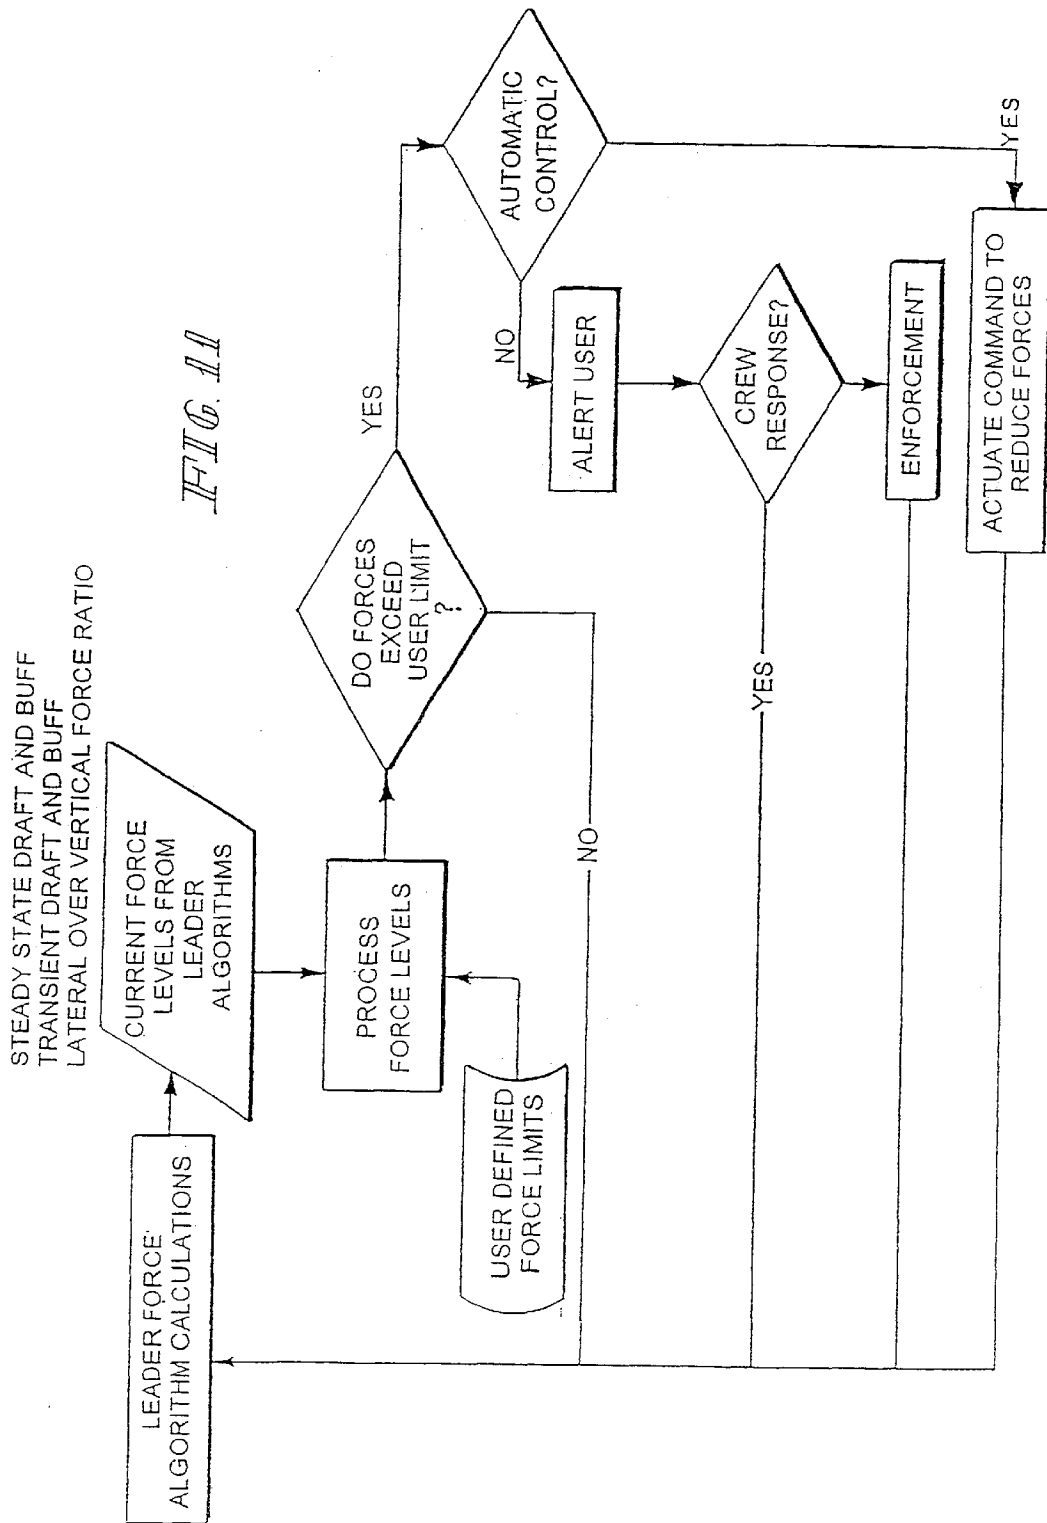 FIG. 11
STEADY STATE DRAFT AND BUFF
TRANSIENT DRAFT AND BUFF
LATERAL OVER VERTICAL FORCE RATIO
LEADER FORCE
ALGORITHM CALCULATIONS
CURRENT FORCE
LEVELS FROM
LEADER
ALGORITHMS
PROCESS
FORCE LEVELS
USER DEFINED
FORCE LIMITS
DO FORCES
EXCEED
USER LIMIT
?
YES
NO
AUTOMATIC
CONTROL?
NO
ALERT USER
CREW
RESPONSE?
YES
ENFORCEMENT
YES
ACTUATE COMMAND TO
REDUCE FORCES